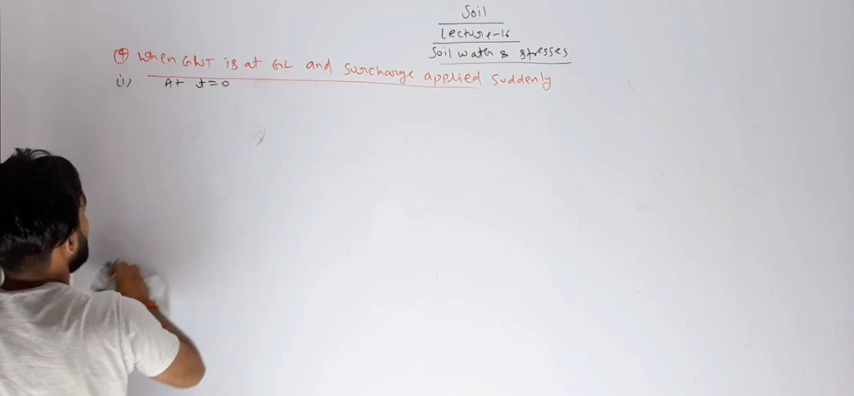 Soil
Lecture-16
Soil water & stresses
④ when GWT is at GL and surcharge applied suddenly
(i) At t=0